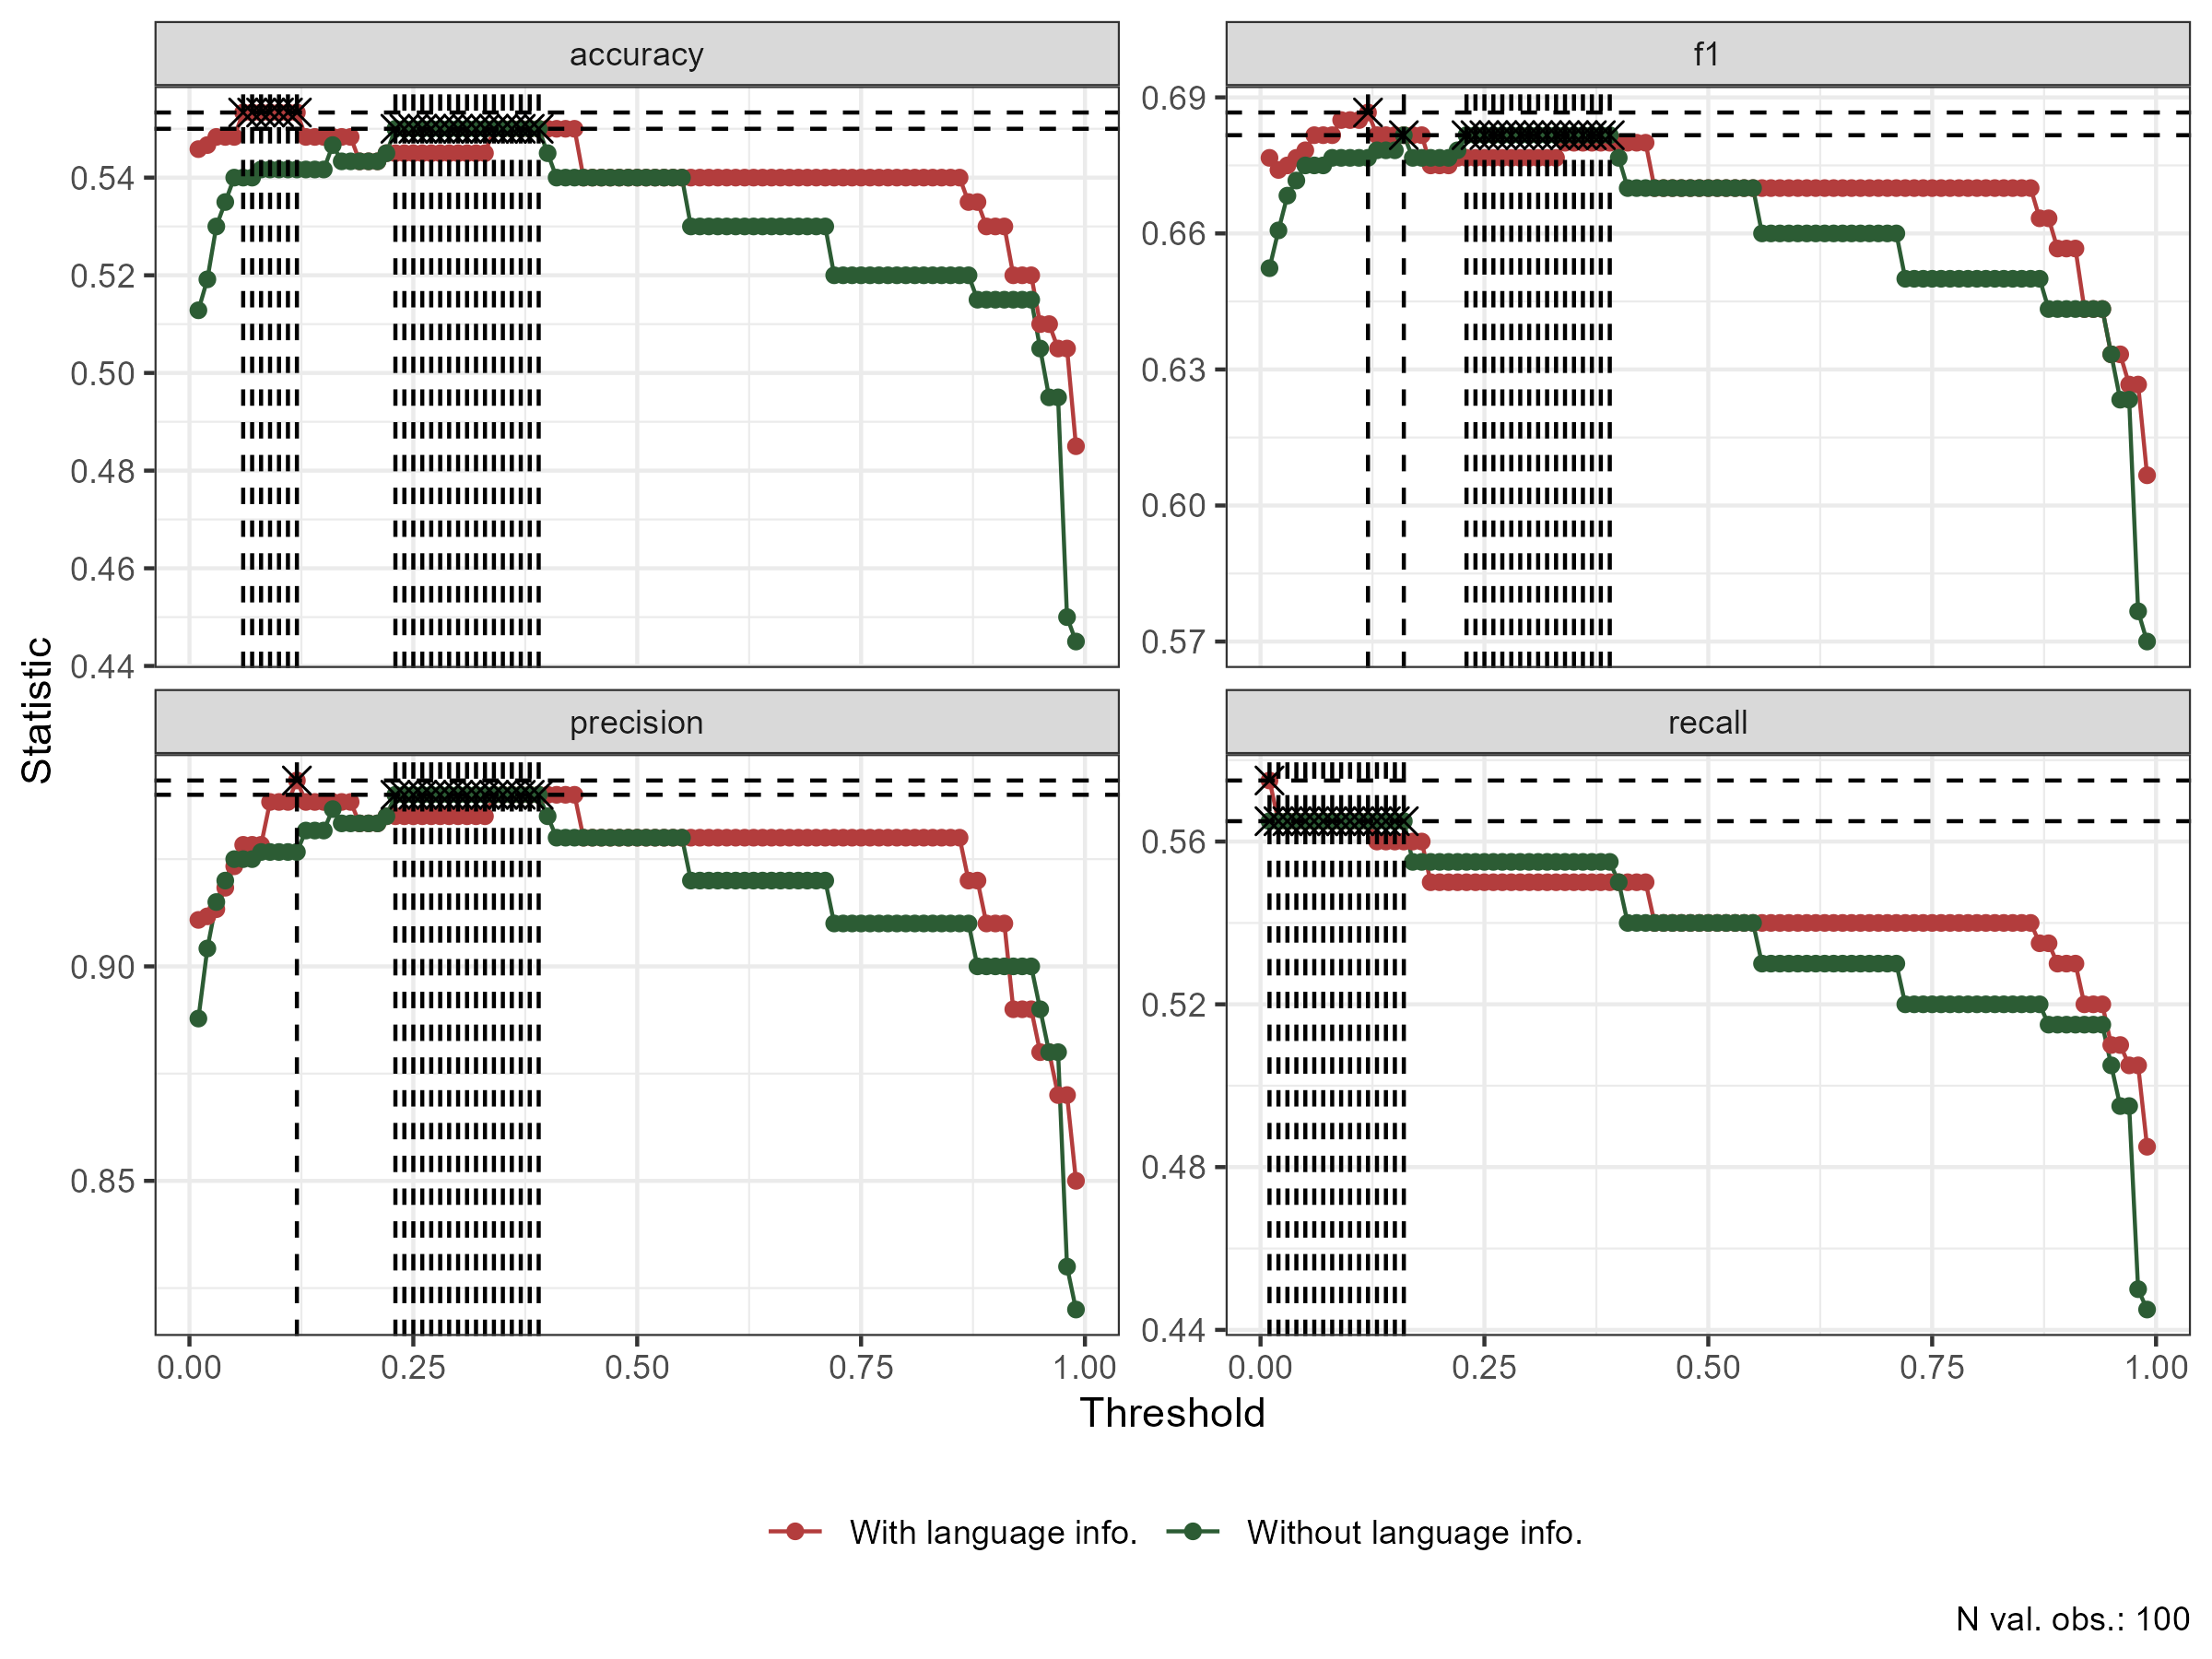 accuracy
f1
0.54
0.52
0.50
0.48
0.46
0.44
0.69
0.66
0.63
0.60
0.57
Statistic
precision
recall
0.90
0.85
0.56
0.52
0.48
0.44
0.00 0.25 0.50 0.75 1.00
0.00 0.25 0.50 0.75 1.00
Threshold
With language info. Without language info.
N val. obs.: 100